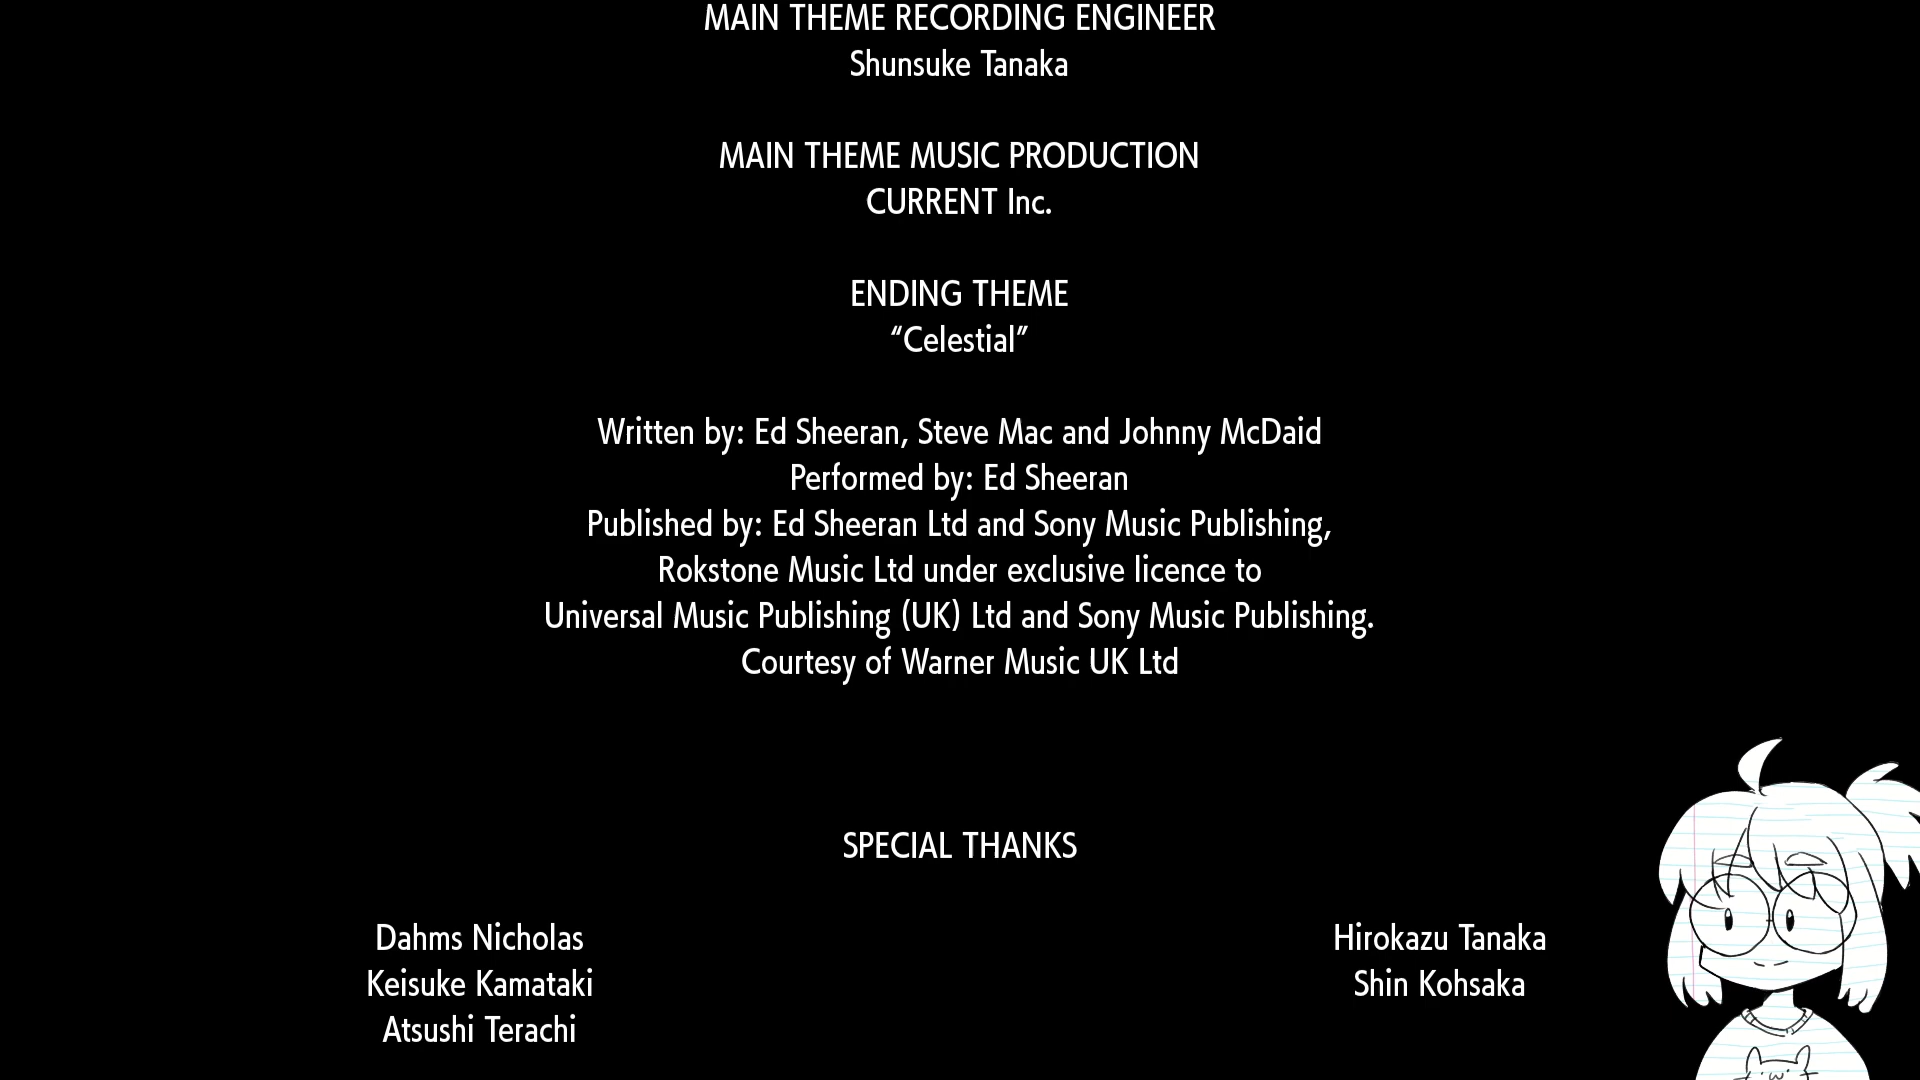 MAIN THEME RECORDING ENGINEER
Shunsuke Tanaka
MAIN THEME MUSIC PRODUCTION
CURRENT Inc.
ENDING THEME
“Celestial”
Written by: Ed Sheeran, Steve Mac and Johnny McDaid
Performed by: Ed Sheeran
Published by: Ed Sheeran Ltd and Sony Music Publishing,
Rokstone Music Ltd under exclusive licence to
Universal Music Publishing (UK) Ltd and Sony Music Publishing.
Courtesy of Warner Music UK Ltd
SPECIAL THANKS
Dahms Nicholas
Keisuke Kamataki
Atsushi Terachi
Hirokazu Tanaka
Shin Kohsaka